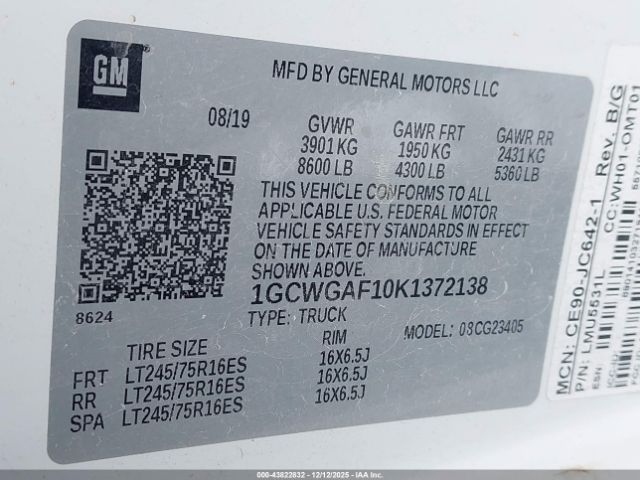 GM
MFD BY GENERAL MOTORS LLC
08/19 GVWR GAWR FRT GAWR RR
3901 KG 1950 KG 2431 KG
8600 LB 4300 LB 5360 LB
THIS VEHICLE CONFORMS TO ALL
APPLICABLE U.S. FEDERAL MOTOR
VEHICLE SAFETY STANDARDS IN EFFECT
ON THE DATE OF MANUFACTURE
SHOWN ABOVE.
8624
1GCWGAF10K1372138
TYPE: TRUCK MODEL: 03CG23405
TIRE SIZE RIM
FRT LT245/75R16ES 16X6.5J
RR LT245/75R16ES 16X6.5J
SPA LT245/75R16ES 16X6.5J
MCN: CE90-JC642-1 Rev. B/G
P/N: LMU5531L CC-WH01-OMT01
ESN:
000-43822832 - 12/12/2025 - IAAI.COM